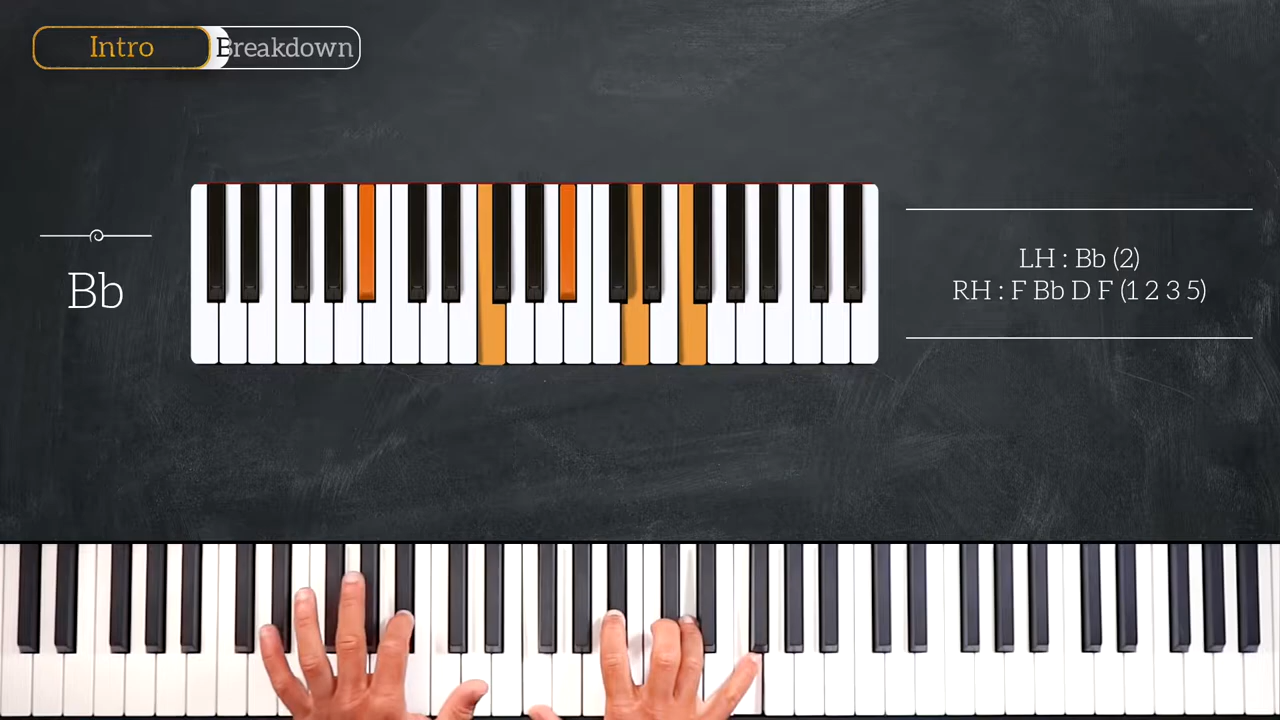 Intro
Breakdown
Bb
LH : Bb (2)
RH : F Bb D F (1 2 3 5)